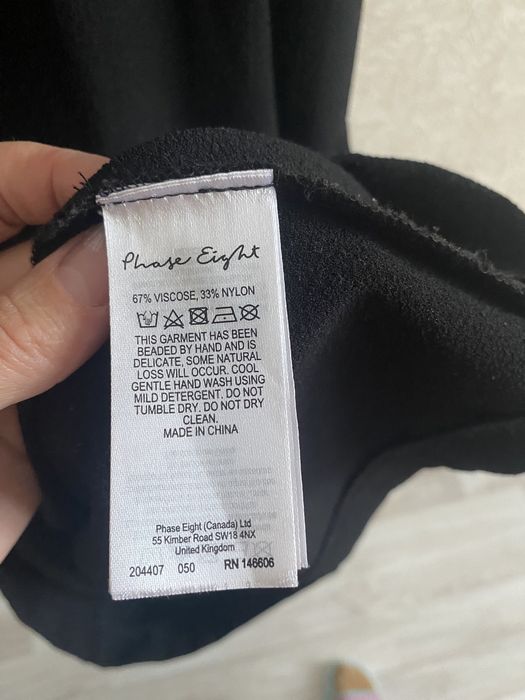 Phase Eight
67% VISCOSE, 33% NYLON
THIS GARMENT HAS BEEN
BEADED BY HAND AND IS
DELICATE, SOME NATURAL
LOSS WILL OCCUR. COOL
GENTLE HAND WASH USING
MILD DETERGENT. DO NOT
TUMBLE DRY. DO NOT DRY
CLEAN.
MADE IN CHINA
Phase Eight (Canada) Ltd
55 Kimber Road SW18 4NX
United Kingdom
204407 050 RN 146606